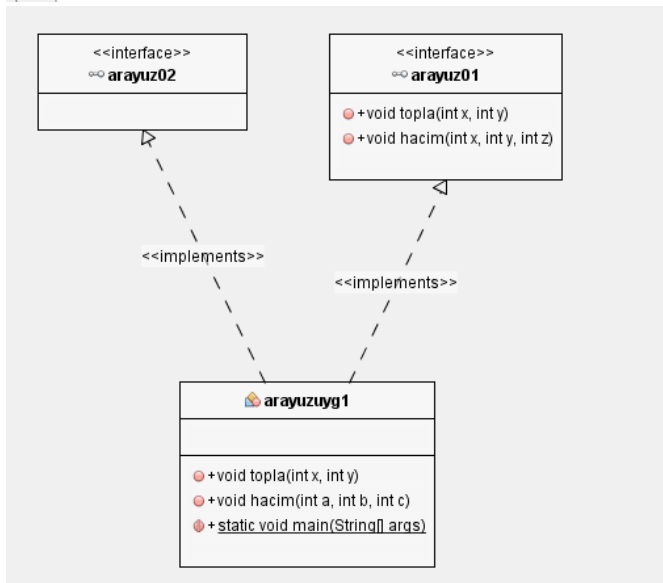 <<interface>>
arayuz02
<<interface>>
arayuz01
+void topla(int x, int y)
+void hacim(int x, int y, int z)
<<implements>>
<<implements>>
arayuzuyg1
+void topla(int x, int y)
+void hacim(int a, int b, int c)
+static void main(String[] args)